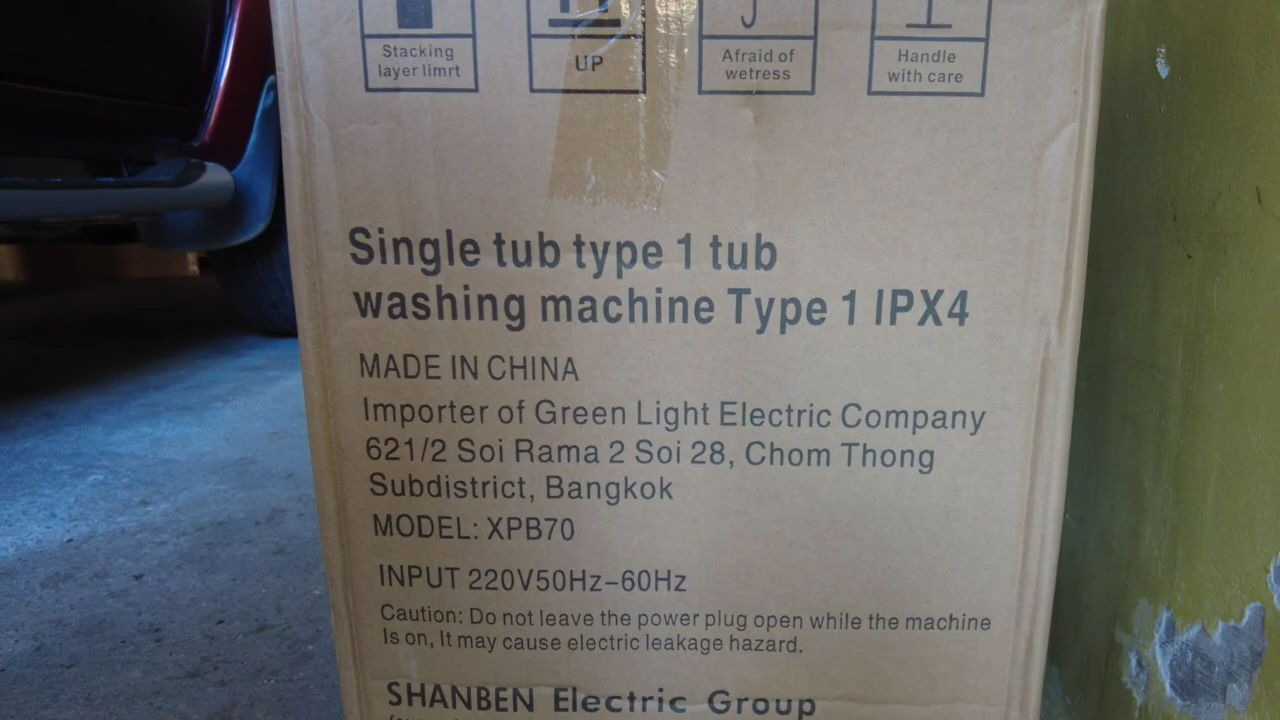 Stacking
layer limrt
UP
Afraid of
wetress
Handle
with care
Single tub type 1 tub
washing machine Type 1 IPX4
MADE IN CHINA
Importer of Green Light Electric Company
621/2 Soi Rama 2 Soi 28, Chom Thong
Subdistrict, Bangkok
MODEL: XPB70
INPUT 220V50Hz-60Hz
Caution: Do not leave the power plug open while the machine
Is on, It may cause electric leakage hazard.
SHANBEN Electric Group